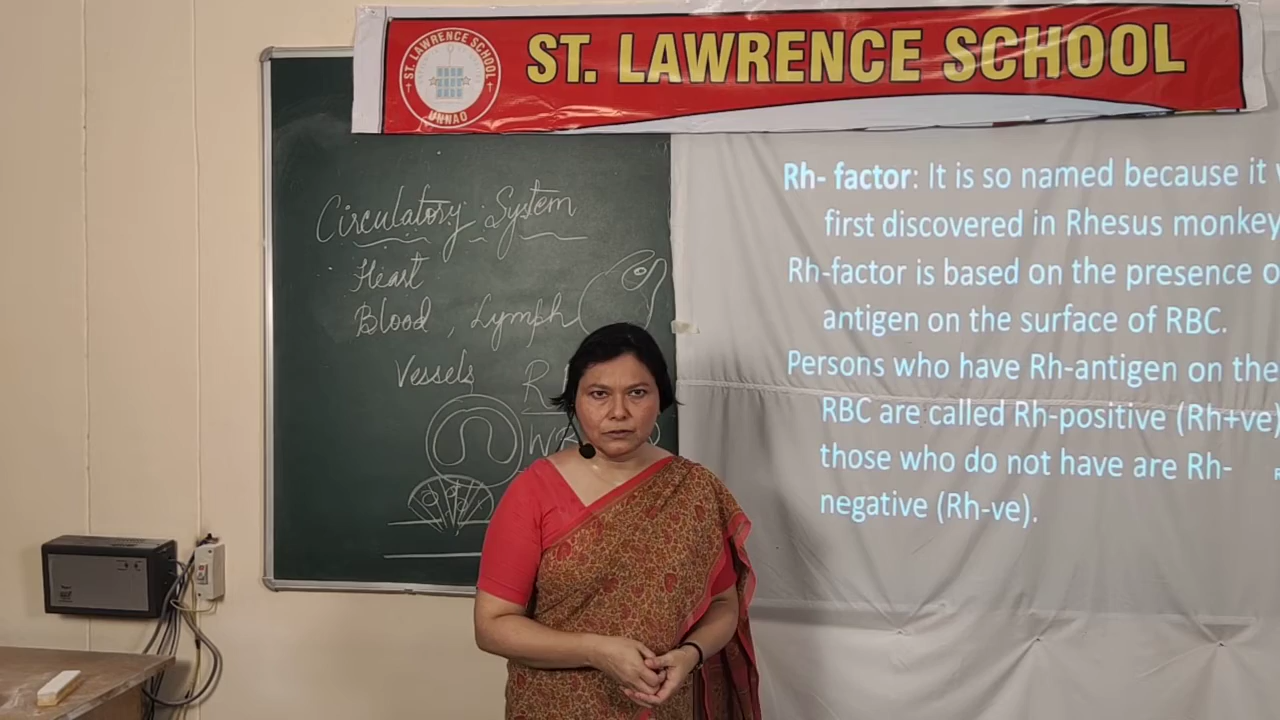 ST. LAWRENCE SCHOOL
ST. LAWRENCE SCHOOL
UNNAO
Circulatory System
Heart
Blood, Lymph
Vessels R
W
Rh- factor: It is so named because it
first discovered in Rhesus monkey
Rh-factor is based on the presence o
antigen on the surface of RBC.
Persons who have Rh-antigen on the
RBC are called Rh-positive (Rh+ve)
those who do not have are Rh-
negative (Rh-ve).